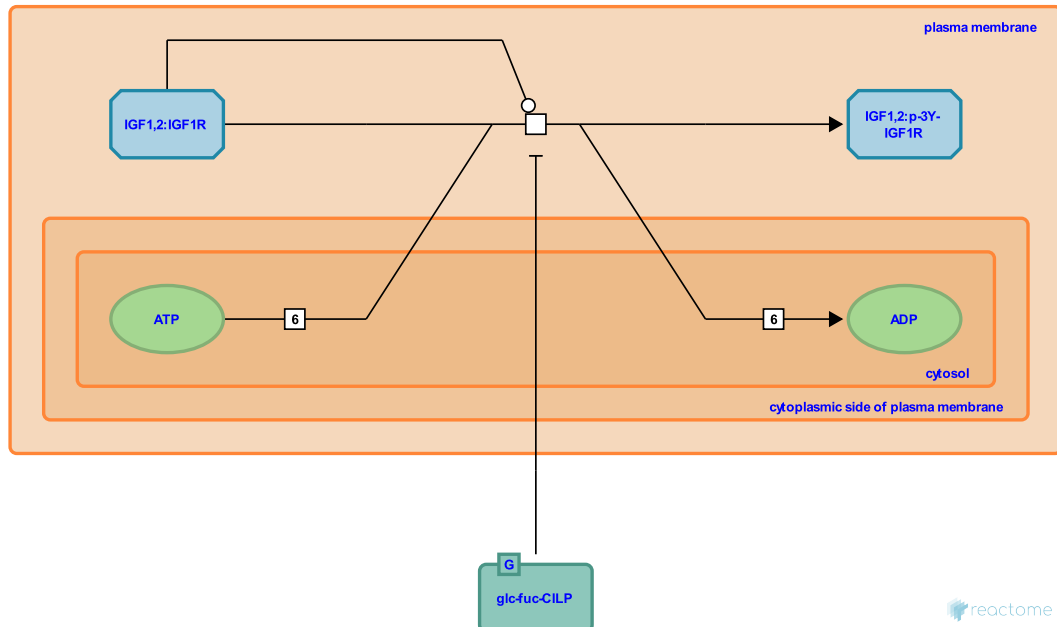 plasma membrane
IGF1,2:IGF1R
IGF1,2:p-3Y-
IGF1R
ATP
6
6
ADP
cytosol
cytoplasmic side of plasma membrane
G
glc-fuc-CILP
reactome